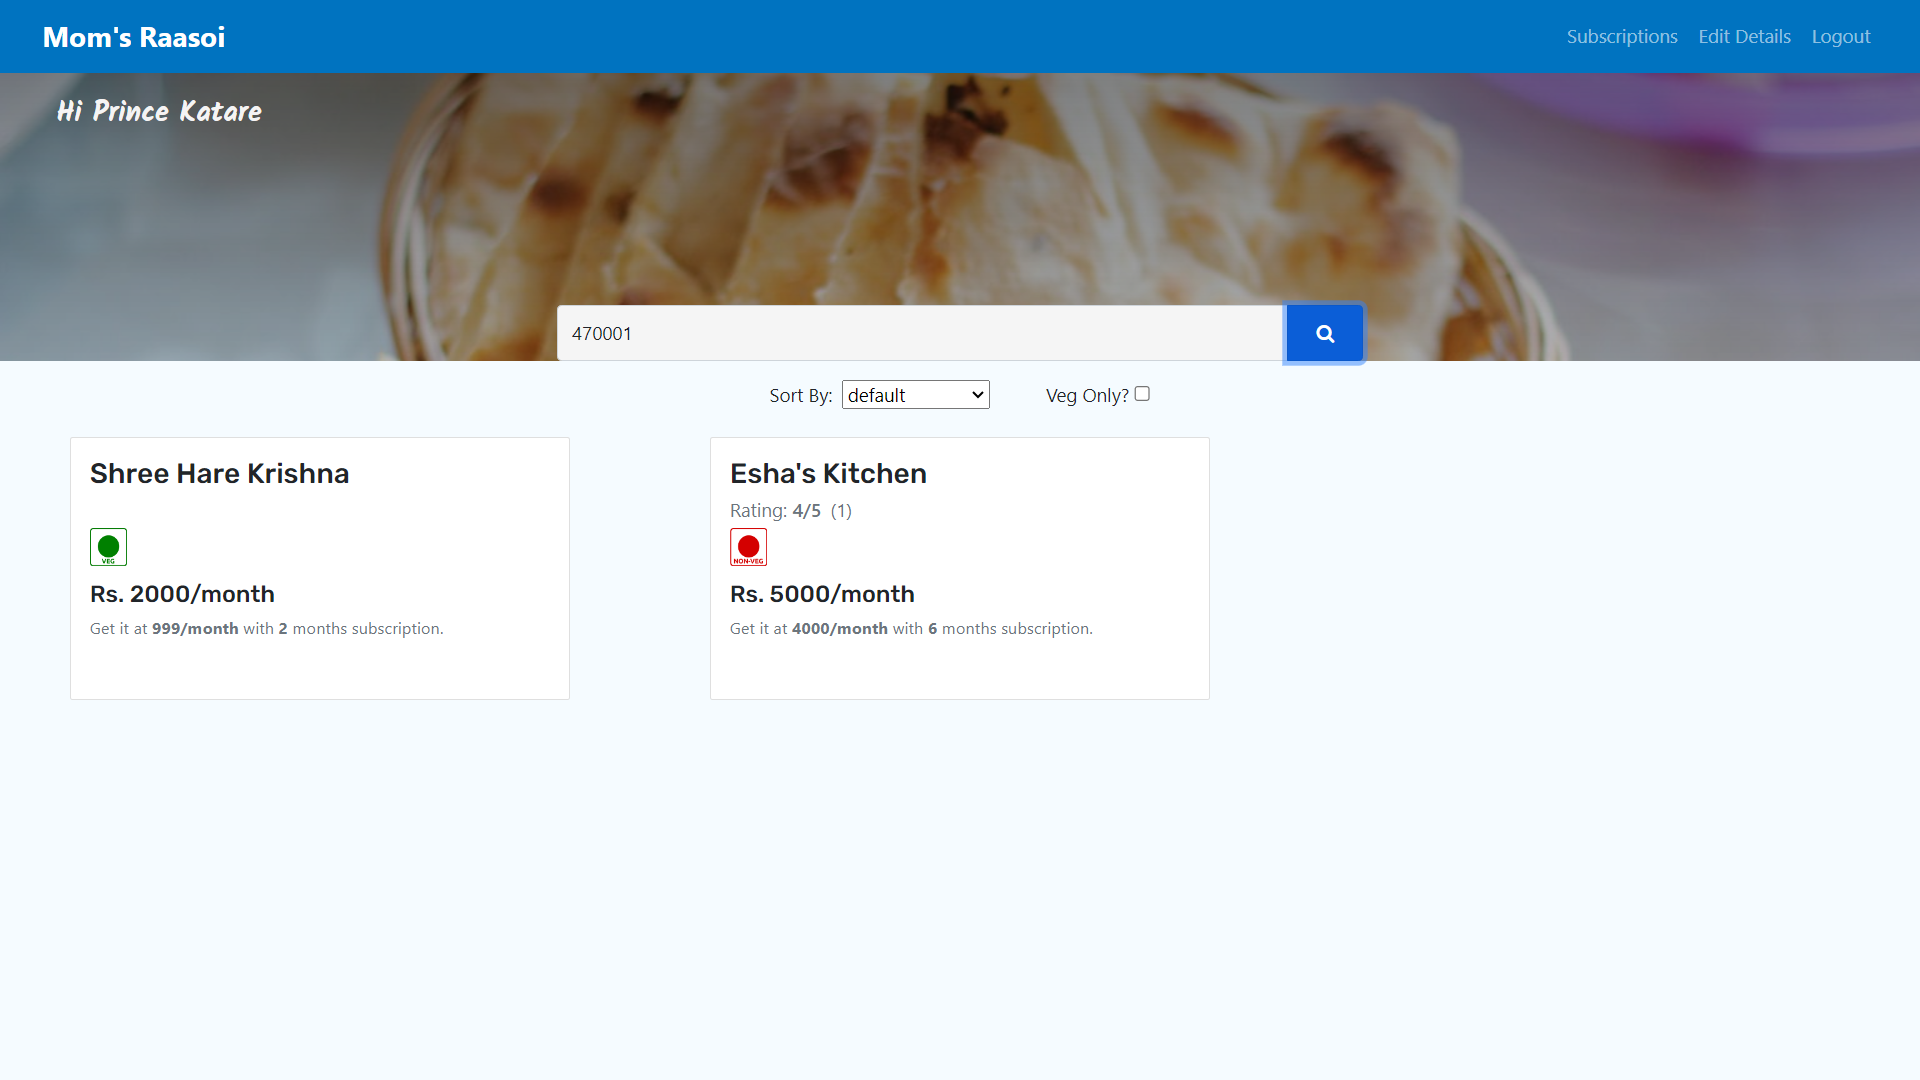 Mom's Raasoi
Subscriptions Edit Details Logout
Hi Prince Katare
470001
Sort By: default Veg Only?
Shree Hare Krishna
VEG
Rs. 2000/month
Get it at 999/month with 2 months subscription.
Esha's Kitchen
Rating: 4/5 (1)
NON-VEG
Rs. 5000/month
Get it at 4000/month with 6 months subscription.